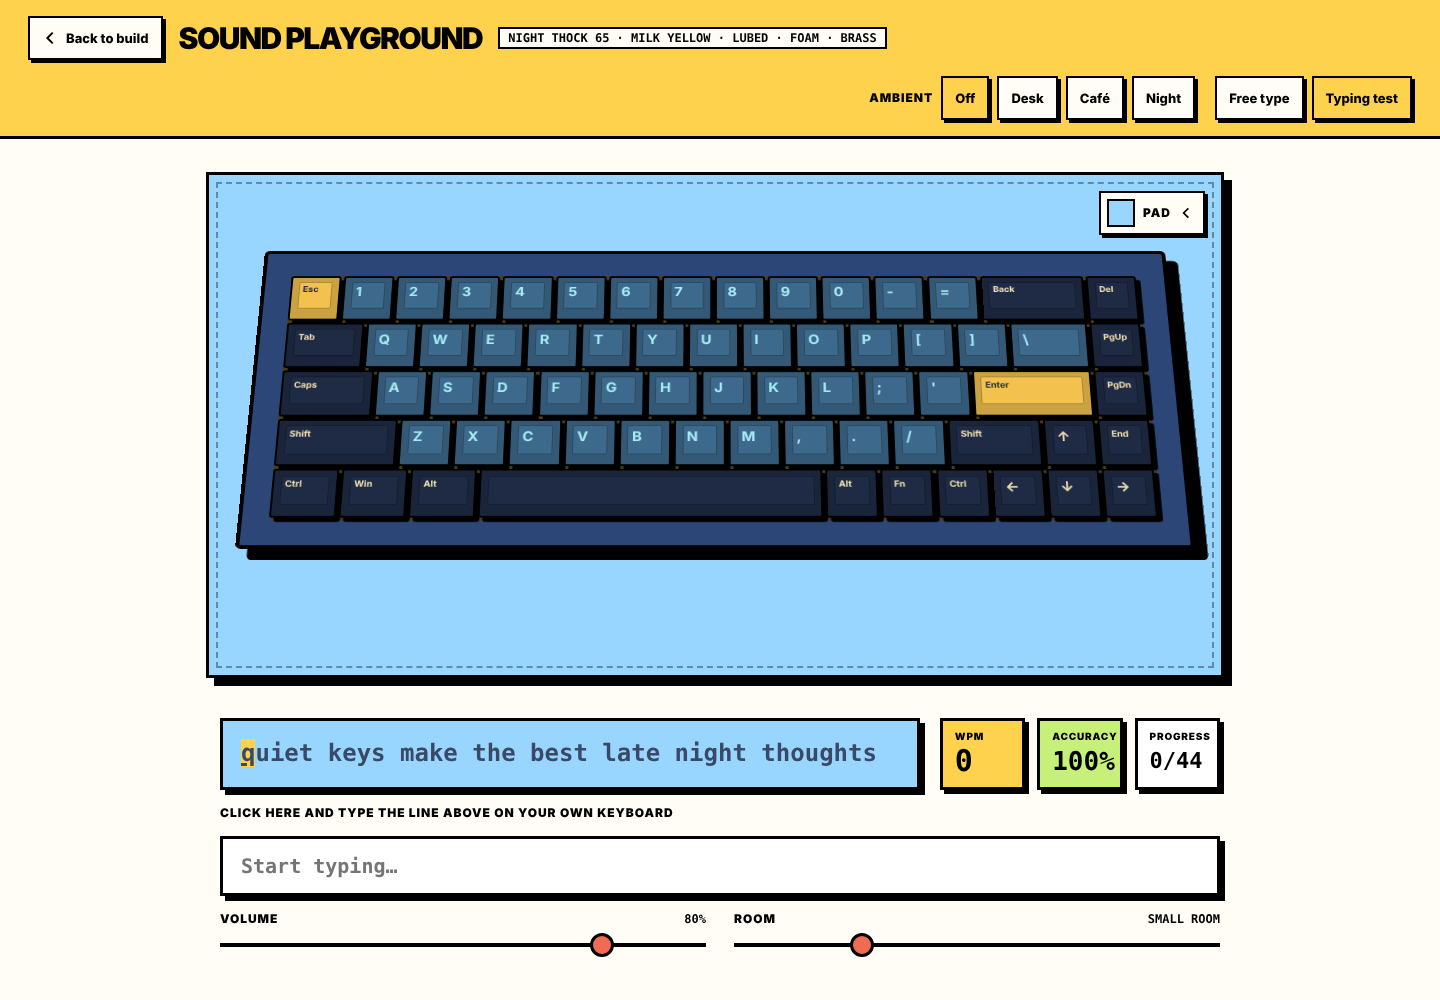 Back to build
SOUND PLAYGROUND
NIGHT THOCK 65 · MILK YELLOW · LUBED · FOAM · BRASS
AMBIENT Off Desk Café Night Free type Typing test
PAD
Esc 1 2 3 4 5 6 7 8 9 0 - = Back Del
Tab Q W E R T Y U I O P [ ] \ PgUp
Caps A S D F G H J K L ; ' Enter PgDn
Shift Z X C V B N M , . / Shift ↑ End
Ctrl Win Alt Alt Fn Ctrl ← ↓ →
quiet keys make the best late night thoughts
WPM
0
ACCURACY
100%
PROGRESS
0/44
CLICK HERE AND TYPE THE LINE ABOVE ON YOUR OWN KEYBOARD
Start typing…
VOLUME 80%
ROOM SMALL ROOM